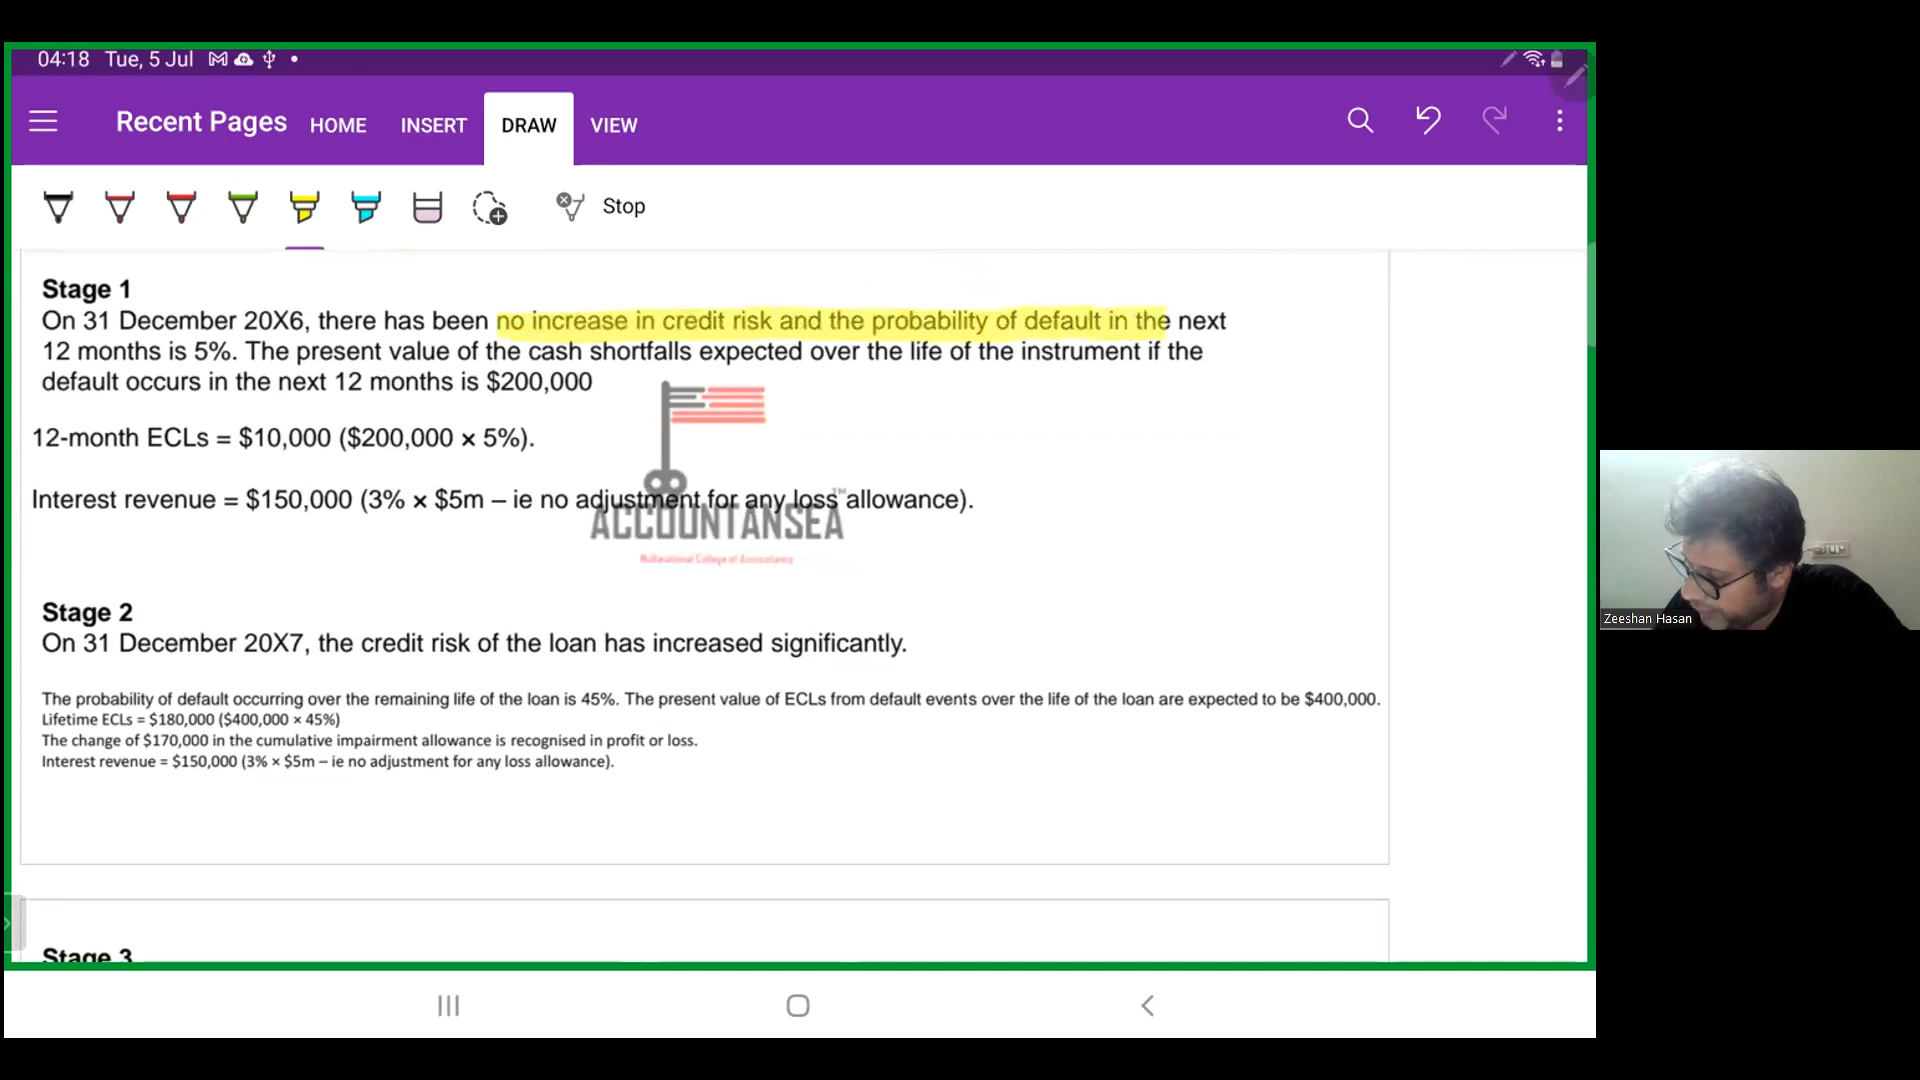 04:18 Tue, 5 Jul
Recent Pages HOME INSERT DRAW VIEW
Stop
Stage 1
On 31 December 20X6, there has been no increase in credit risk and the probability of default in the next
12 months is 5%. The present value of the cash shortfalls expected over the life of the instrument if the
default occurs in the next 12 months is $200,000
12-month ECLs = $10,000 ($200,000 × 5%).
Interest revenue = $150,000 (3% × $5m – ie no adjustment for any loss allowance).
ACCOUNTANSEA™
Multinational College of Accountancy
Stage 2
On 31 December 20X7, the credit risk of the loan has increased significantly.
The probability of default occurring over the remaining life of the loan is 45%. The present value of ECLs from default events over the life of the loan are expected to be $400,000.
Lifetime ECLs = $180,000 ($400,000 × 45%)
The change of $170,000 in the cumulative impairment allowance is recognised in profit or loss.
Interest revenue = $150,000 (3% × $5m – ie no adjustment for any loss allowance).
Stage 3
Zeeshan Hasan